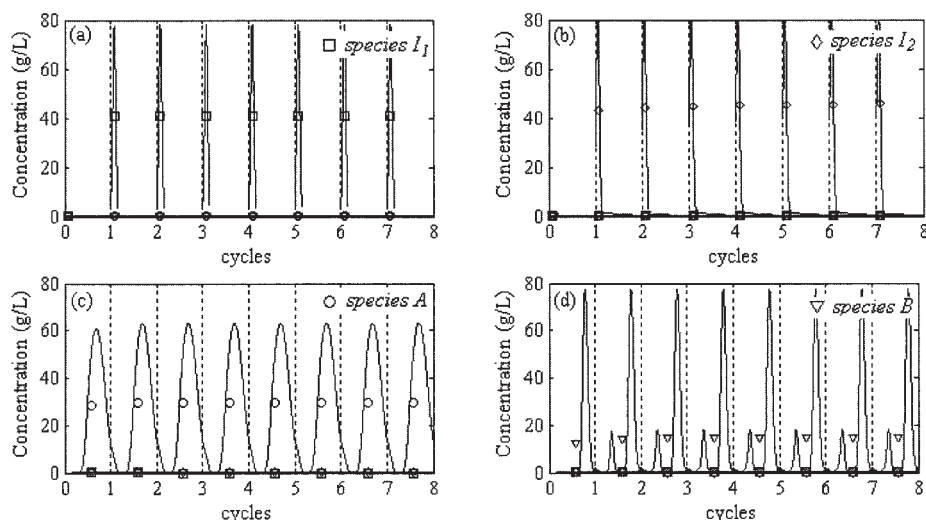 80
(a)
□ species I₁
60
40
20
0
Concentration (g/L)
0 1 2 3 4 5 6 7 8
cycles
80
(b)
◇ species I₂
60
40
20
0
Concentration (g/L)
0 1 2 3 4 5 6 7 8
cycles
80
(c)
○ species A
60
40
20
0
Concentration (g/L)
0 1 2 3 4 5 6 7 8
cycles
80
(d)
▽ species B
60
40
20
0
Concentration (g/L)
0 1 2 3 4 5 6 7 8
cycles